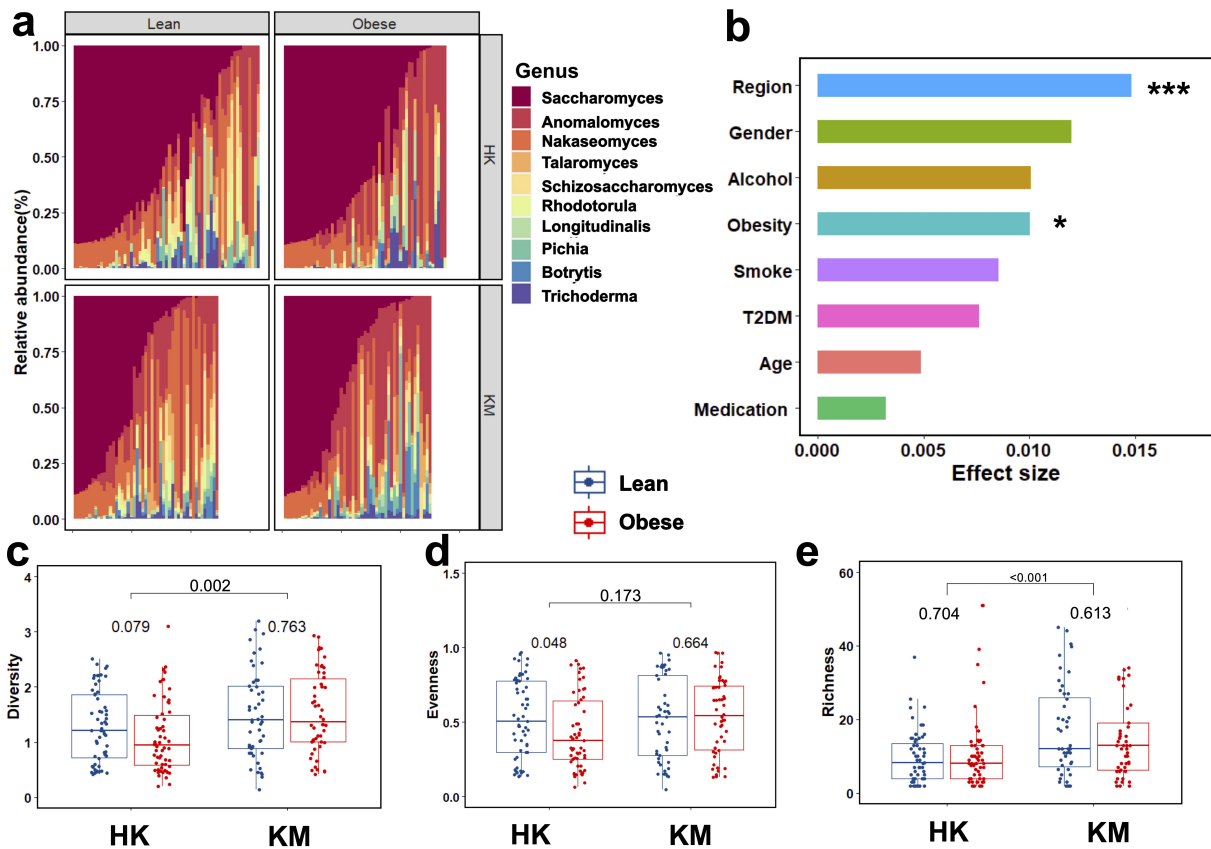 a
Lean
Obese
Relative abundance(%)
1.00
0.75
0.50
0.25
0.00
HK
1.00
0.75
0.50
0.25
0.00
KM
Genus
Saccharomyces
Anomalomyces
Nakaseomyces
Talaromyces
Schizosaccharomyces
Rhodotorula
Longitudinalis
Pichia
Botrytis
Trichoderma
b
Region
***
Gender
Alcohol
Obesity
*
Smoke
T2DM
Age
Medication
0.000
0.005
0.010
0.015
Effect size
Lean
Obese
c
Diversity
4
3
2
1
0
0.002
0.079
0.763
HK
KM
d
Evenness
1.5
1.0
0.5
0.0
0.173
0.048
0.664
HK
KM
e
Richness
60
40
20
0
<0.001
0.704
0.613
HK
KM